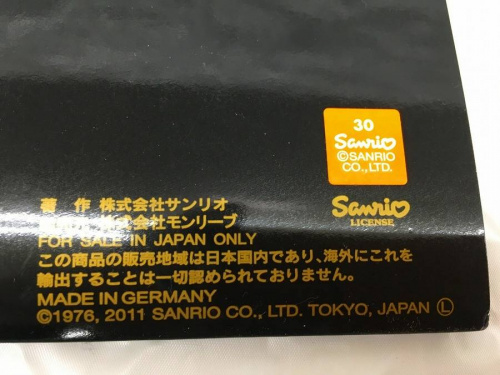 30
Sanrio
©SANRIO
CO.,LTD.
Sanrio
LICENSE
著 作 株式会社サンリオ
株式会社モンリーブ
FOR SALE IN JAPAN ONLY
この商品の販売地域は日本国内であり、海外にこれを
輸出することは一切認められておりません。
MADE IN GERMANY
©1976, 2011 SANRIO CO., LTD. TOKYO, JAPAN Ⓛ